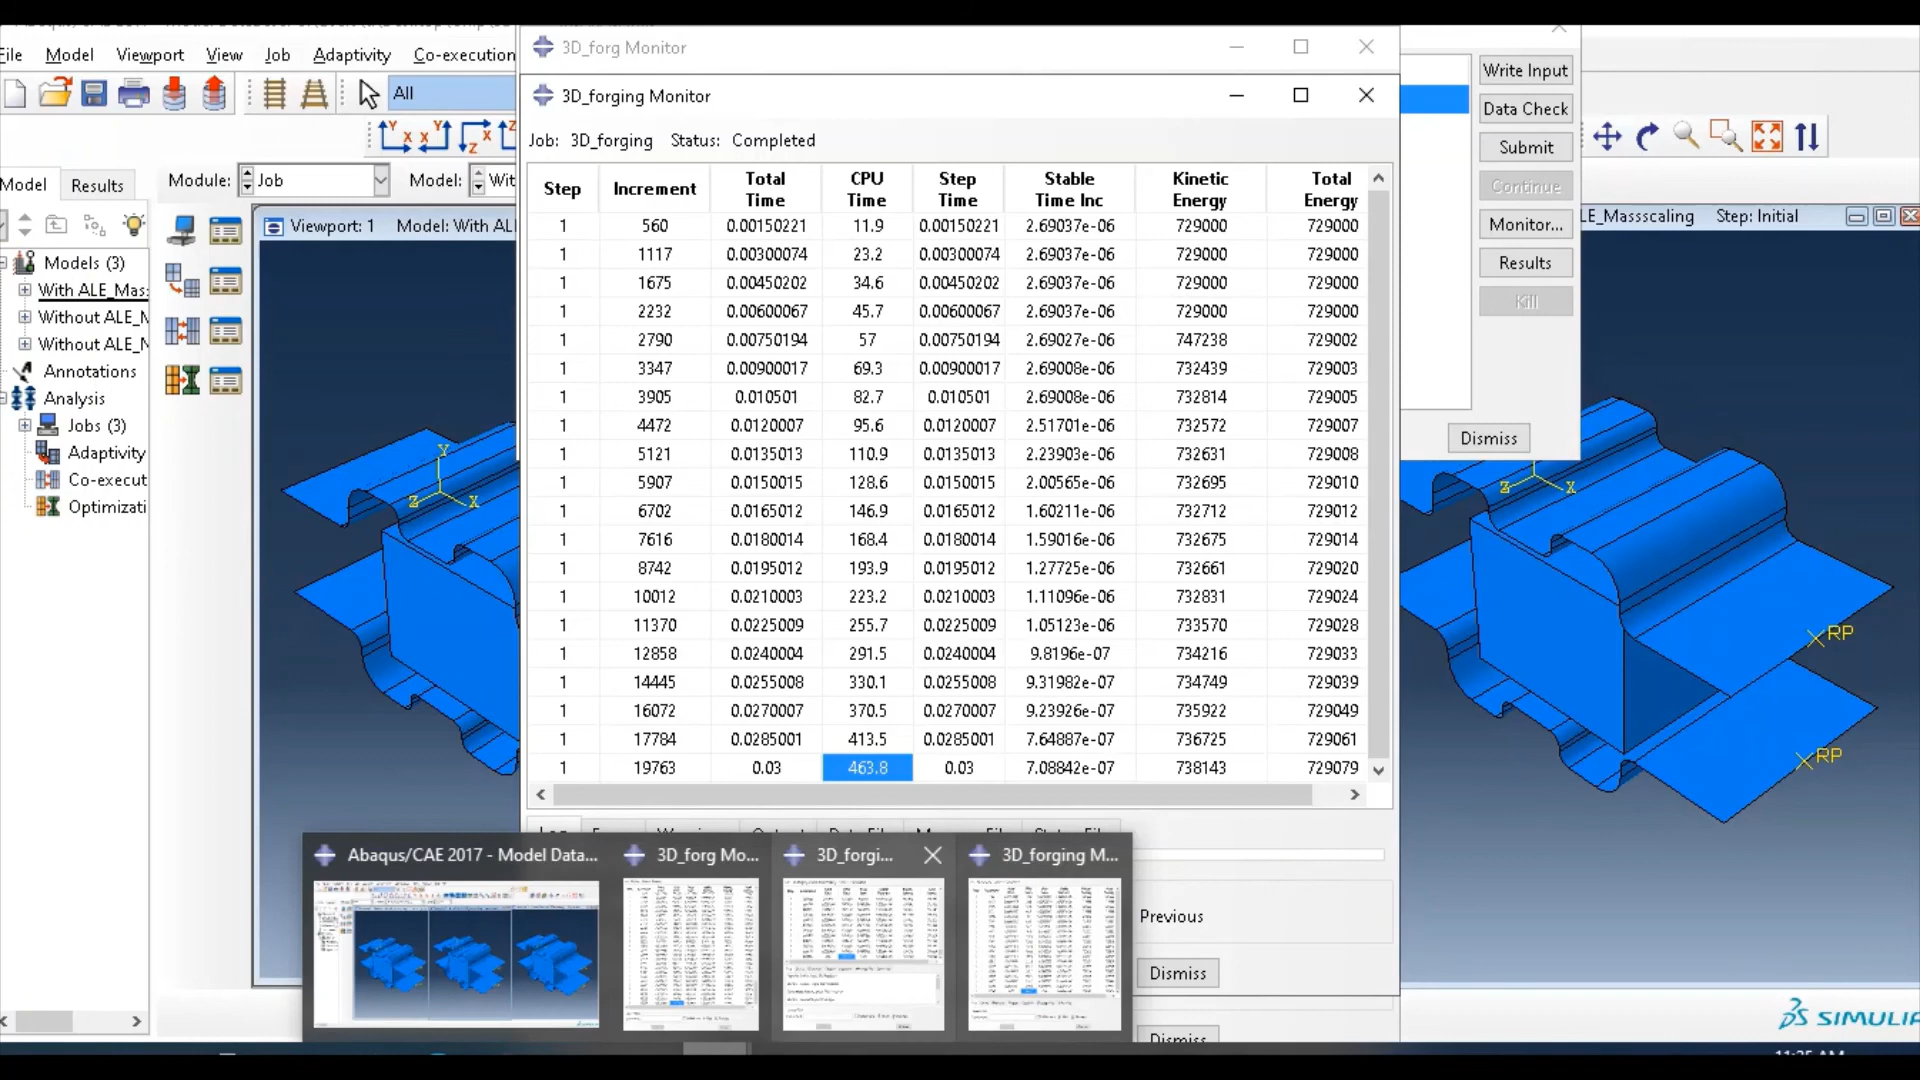 3D_forg Monitor
File Model Viewport View Job Adaptivity Co-execution
3D_forging Monitor
All
Write Input
Data Check
Submit
Continue
Monitor...
Results
Kill
Dismiss
Job: 3D_forging Status: Completed
Model Results
Module: Job Model: Wit
Step Increment Total Time CPU Time Step Time Stable Time Inc Kinetic Energy Total Energy
Viewport: 1 Model: With ALE
LE_Massscaling Step: Initial
1 560 0.00150221 11.9 0.00150221 2.69037e-06 729000 729000
1 1117 0.00300074 23.2 0.00300074 2.69037e-06 729000 729000
1 1675 0.00450202 34.6 0.00450202 2.69037e-06 729000 729000
1 2232 0.00600067 45.7 0.00600067 2.69037e-06 729000 729000
1 2790 0.00750194 57 0.00750194 2.69027e-06 747238 729002
1 3347 0.00900017 69.3 0.00900017 2.69008e-06 732439 729003
1 3905 0.010501 82.7 0.010501 2.69008e-06 732814 729005
1 4472 0.0120007 95.6 0.0120007 2.51701e-06 732572 729007
1 5121 0.0135013 110.9 0.0135013 2.23903e-06 732631 729008
1 5907 0.0150015 128.6 0.0150015 2.00565e-06 732695 729010
1 6702 0.0165012 146.9 0.0165012 1.60211e-06 732712 729012
1 7616 0.0180014 168.4 0.0180014 1.59016e-06 732675 729014
1 8742 0.0195012 193.9 0.0195012 1.27725e-06 732661 729020
1 10012 0.0210003 223.2 0.0210003 1.11096e-06 732831 729024
1 11370 0.0225009 255.7 0.0225009 1.05123e-06 733570 729028
1 12858 0.0240004 291.5 0.0240004 9.8196e-07 734216 729033
1 14445 0.0255008 330.1 0.0255008 9.31982e-07 734749 729039
1 16072 0.0270007 370.5 0.0270007 9.23926e-07 735922 729049
1 17784 0.0285001 413.5 0.0285001 7.64887e-07 736725 729061
1 19763 0.03 463.8 0.03 7.08842e-07 738143 729079
Models (3)
With ALE_Mas:
Without ALE_M
Without ALE_M
Annotations
Analysis
Jobs (3)
Adaptivity
Co-execut
Optimizati
Y
Z X
Z X
RP
RP
Abaqus/CAE 2017 - Model Data... 3D_forg Mo... 3D_forgi... 3D_forging M...
Previous
Dismiss
Dismiss
SIMULIA